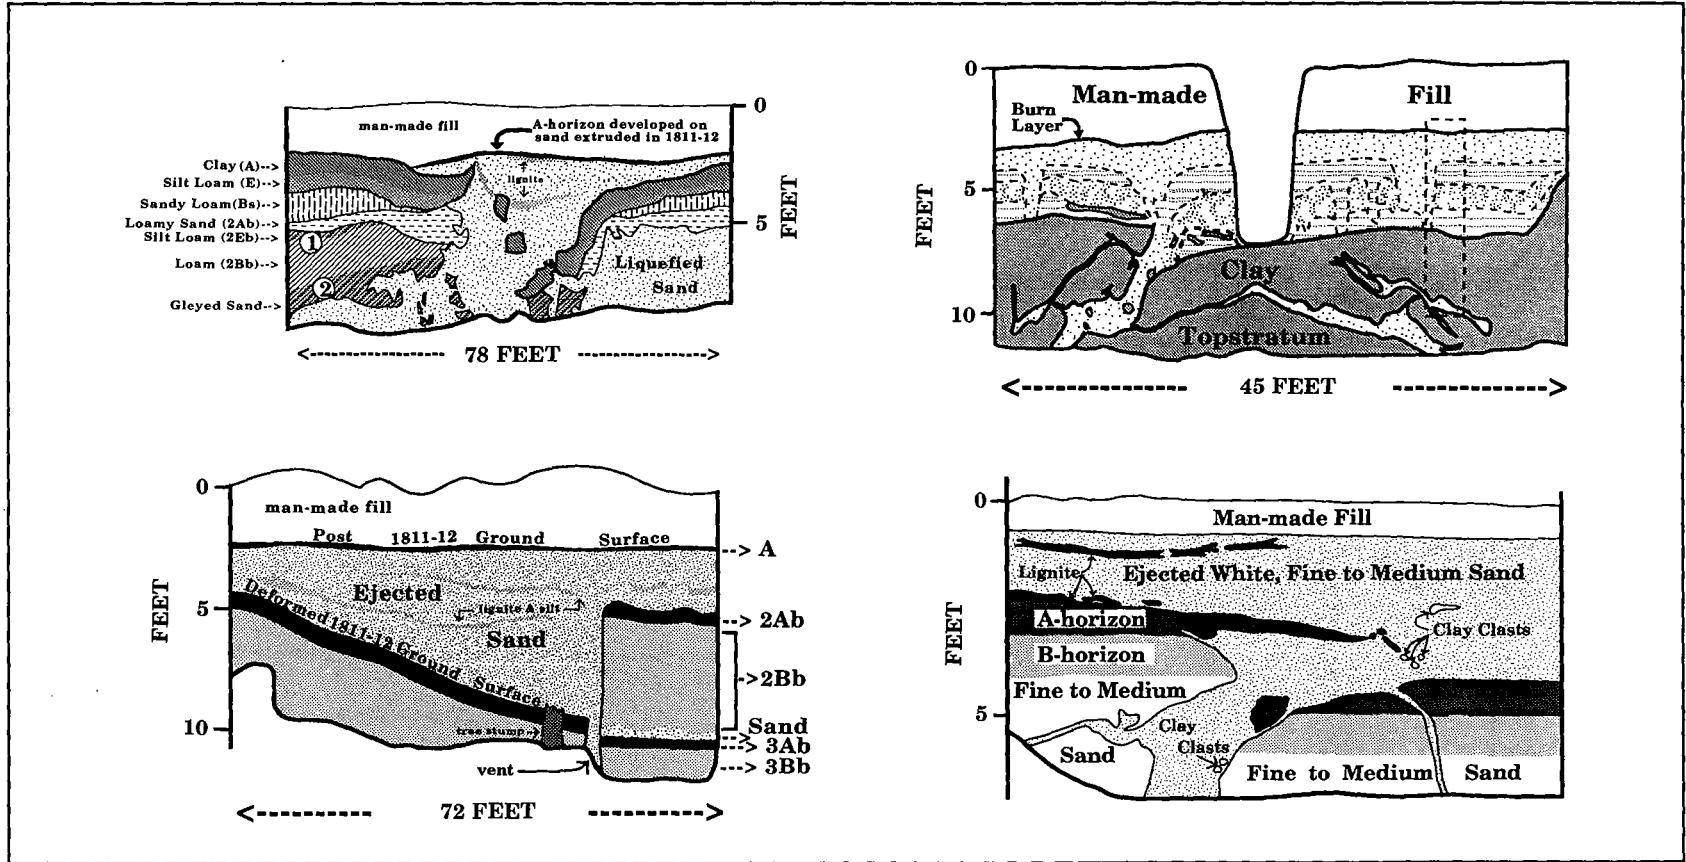 0
man-made fill
A-horizon developed on
sand extruded in 1811-12
Clay (A)-->
Silt Loam (E)-->
Sandy Loam(Bs)-->
Loamy Sand (2Ab)-->
Silt Loam (2Eb)-->
Loam (2Bb)-->
Gleyed Sand-->
lignite
1
2
Liquefied
Sand
5
FEET
<--------------- 78 FEET --------------->
0
Man-made Fill
Burn
Layer
5
FEET
Clay
10
Topstratum
<-------------- 45 FEET -------------->
0
man-made fill
Post 1811-12 Ground Surface
---> A
Ejected
5
FEET
Deformed 1811-12 Ground Surface
lignite & silt
Sand
---> 2Ab
->2Bb
10
tree stump->
Sand
---> 3Ab
vent
---> 3Bb
<------------ 72 FEET ------------>
0
Man-made Fill
Lignite
Ejected White, Fine to Medium Sand
FEET
A-horizon
Clay Clasts
B-horizon
Fine to Medium
5
Clay
Clasts
Sand
Fine to Medium Sand